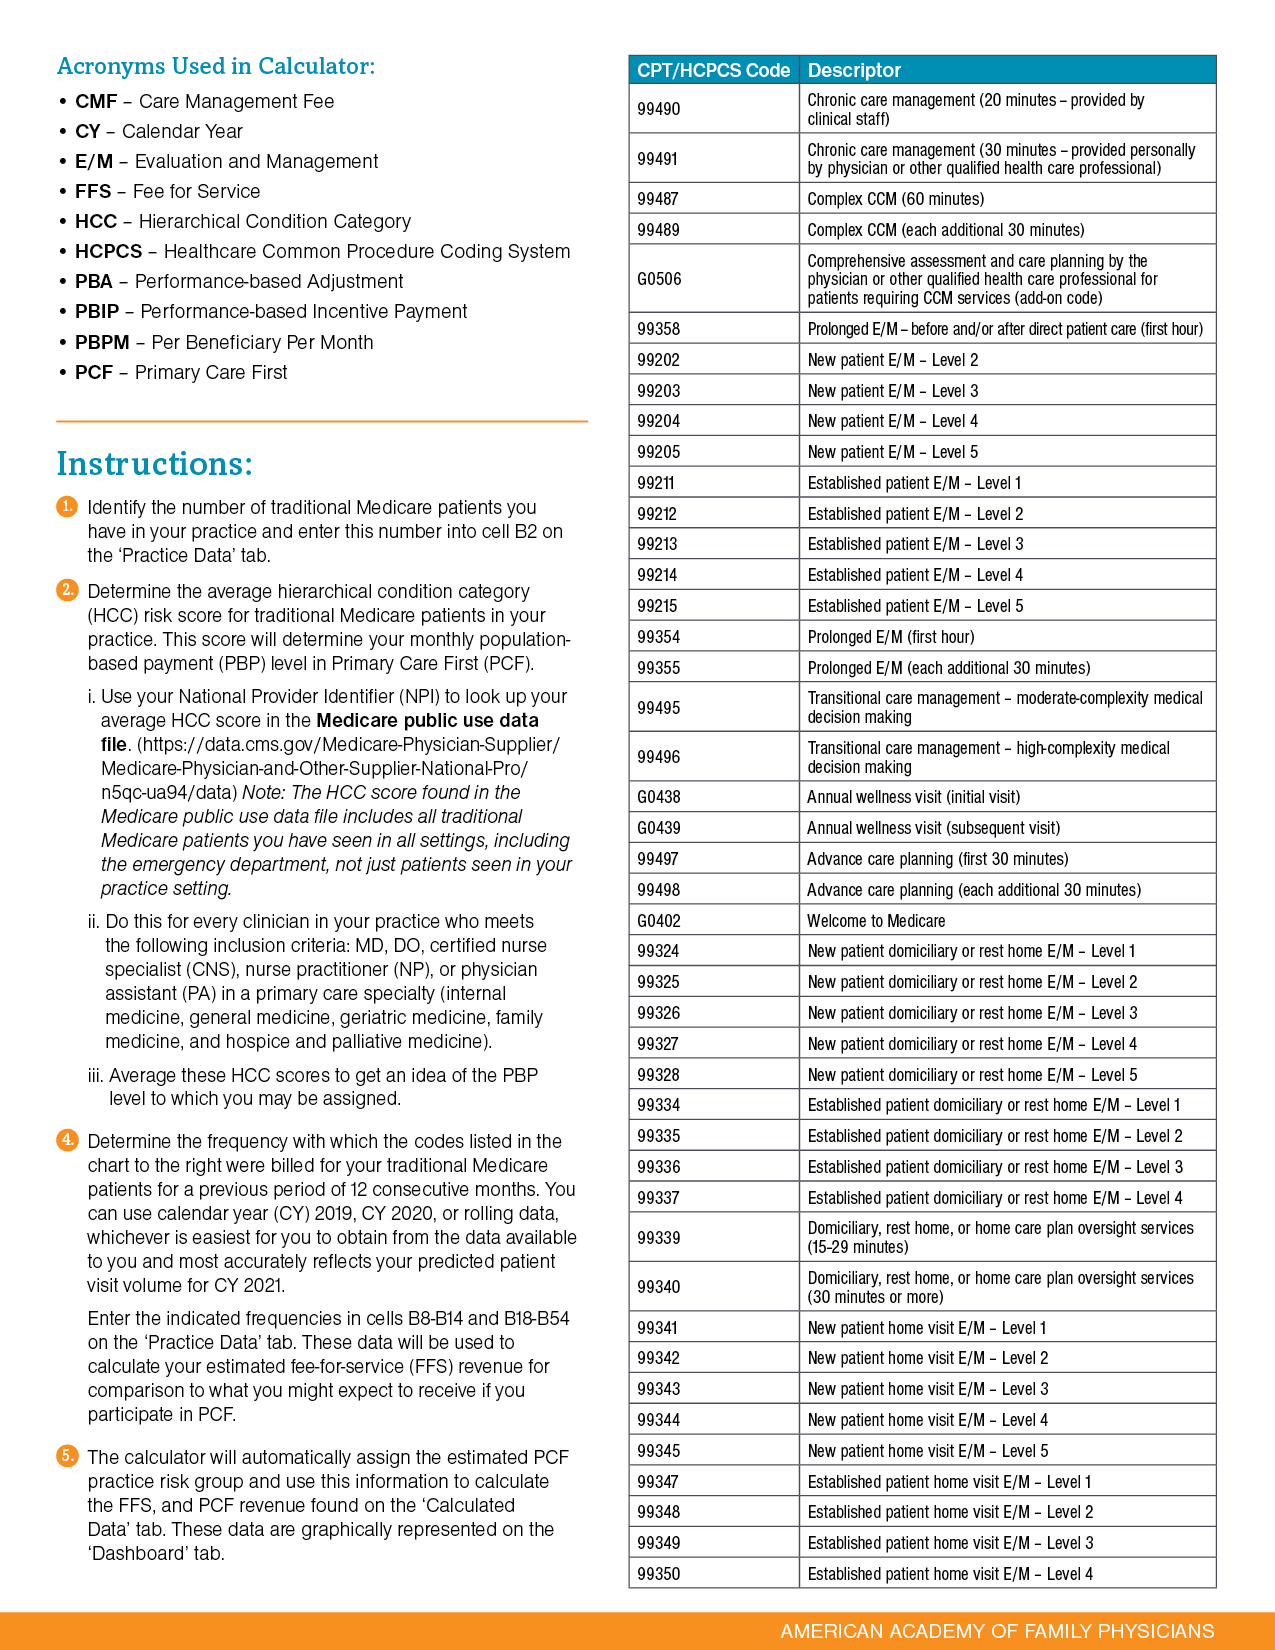 Acronyms Used in Calculator:
• CMF – Care Management Fee
• CY – Calendar Year
• E/M – Evaluation and Management
• FFS – Fee for Service
• HCC – Hierarchical Condition Category
• HCPCS – Healthcare Common Procedure Coding System
• PBA – Performance-based Adjustment
• PBIP – Performance-based Incentive Payment
• PBPM – Per Beneficiary Per Month
• PCF – Primary Care First
Instructions:
1. Identify the number of traditional Medicare patients you
have in your practice and enter this number into cell B2 on
the ‘Practice Data’ tab.
2. Determine the average hierarchical condition category
(HCC) risk score for traditional Medicare patients in your
practice. This score will determine your monthly population-
based payment (PBP) level in Primary Care First (PCF).
i. Use your National Provider Identifier (NPI) to look up your
average HCC score in the Medicare public use data
file. (https://data.cms.gov/Medicare-Physician-Supplier/
Medicare-Physician-and-Other-Supplier-National-Pro/
n5qc-ua94/data) Note: The HCC score found in the
Medicare public use data file includes all traditional
Medicare patients you have seen in all settings, including
the emergency department, not just patients seen in your
practice setting.
ii. Do this for every clinician in your practice who meets
the following inclusion criteria: MD, DO, certified nurse
specialist (CNS), nurse practitioner (NP), or physician
assistant (PA) in a primary care specialty (internal
medicine, general medicine, geriatric medicine, family
medicine, and hospice and palliative medicine).
iii. Average these HCC scores to get an idea of the PBP
level to which you may be assigned.
4. Determine the frequency with which the codes listed in the
chart to the right were billed for your traditional Medicare
patients for a previous period of 12 consecutive months. You
can use calendar year (CY) 2019, CY 2020, or rolling data,
whichever is easiest for you to obtain from the data available
to you and most accurately reflects your predicted patient
visit volume for CY 2021.
Enter the indicated frequencies in cells B8-B14 and B18-B54
on the ‘Practice Data’ tab. These data will be used to
calculate your estimated fee-for-service (FFS) revenue for
comparison to what you might expect to receive if you
participate in PCF.
5. The calculator will automatically assign the estimated PCF
practice risk group and use this information to calculate
the FFS, and PCF revenue found on the ‘Calculated
Data’ tab. These data are graphically represented on the
‘Dashboard’ tab.
CPT/HCPCS Code Descriptor
99490 Chronic care management (20 minutes – provided by
clinical staff)
99491 Chronic care management (30 minutes – provided personally
by physician or other qualified health care professional)
99487 Complex CCM (60 minutes)
99489 Complex CCM (each additional 30 minutes)
G0506 Comprehensive assessment and care planning by the
physician or other qualified health care professional for
patients requiring CCM services (add-on code)
99358 Prolonged E/M – before and/or after direct patient care (first hour)
99202 New patient E/M – Level 2
99203 New patient E/M – Level 3
99204 New patient E/M – Level 4
99205 New patient E/M – Level 5
99211 Established patient E/M – Level 1
99212 Established patient E/M – Level 2
99213 Established patient E/M – Level 3
99214 Established patient E/M – Level 4
99215 Established patient E/M – Level 5
99354 Prolonged E/M (first hour)
99355 Prolonged E/M (each additional 30 minutes)
99495 Transitional care management – moderate-complexity medical
decision making
99496 Transitional care management – high-complexity medical
decision making
G0438 Annual wellness visit (initial visit)
G0439 Annual wellness visit (subsequent visit)
99497 Advance care planning (first 30 minutes)
99498 Advance care planning (each additional 30 minutes)
G0402 Welcome to Medicare
99324 New patient domiciliary or rest home E/M – Level 1
99325 New patient domiciliary or rest home E/M – Level 2
99326 New patient domiciliary or rest home E/M – Level 3
99327 New patient domiciliary or rest home E/M – Level 4
99328 New patient domiciliary or rest home E/M – Level 5
99334 Established patient domiciliary or rest home E/M – Level 1
99335 Established patient domiciliary or rest home E/M – Level 2
99336 Established patient domiciliary or rest home E/M – Level 3
99337 Established patient domiciliary or rest home E/M – Level 4
99339 Domiciliary, rest home, or home care plan oversight services
(15-29 minutes)
99340 Domiciliary, rest home, or home care plan oversight services
(30 minutes or more)
99341 New patient home visit E/M – Level 1
99342 New patient home visit E/M – Level 2
99343 New patient home visit E/M – Level 3
99344 New patient home visit E/M – Level 4
99345 New patient home visit E/M – Level 5
99347 Established patient home visit E/M – Level 1
99348 Established patient home visit E/M – Level 2
99349 Established patient home visit E/M – Level 3
99350 Established patient home visit E/M – Level 4
AMERICAN ACADEMY OF FAMILY PHYSICIANS